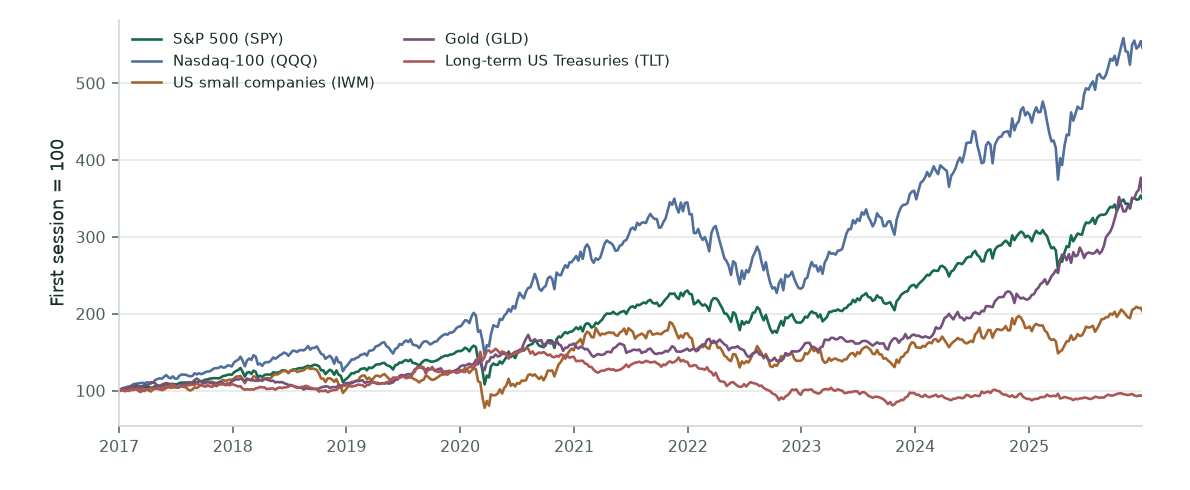 S&P 500 (SPY)
Nasdaq-100 (QQQ)
US small companies (IWM)
Gold (GLD)
Long-term US Treasuries (TLT)
First session = 100
500
400
300
200
100
2017 2018 2019 2020 2021 2022 2023 2024 2025